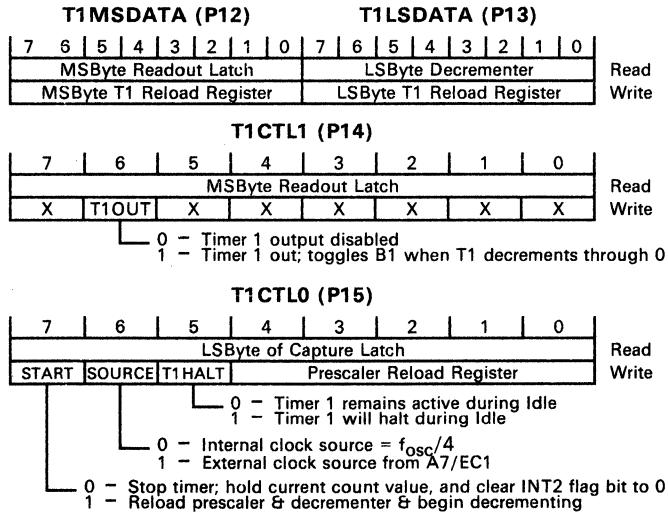 T1MSDATA (P12) T1LSDATA (P13)
7 6 5 4 3 2 1 0 7 6 5 4 3 2 1 0
MSByte Readout Latch LSByte Decrementer Read
MSByte T1 Reload Register LSByte T1 Reload Register Write
T1CTL1 (P14)
7 6 5 4 3 2 1 0
MSByte Readout Latch Read
X T1OUT X X X X X X Write
0 – Timer 1 output disabled
1 – Timer 1 out; toggles B1 when T1 decrements through 0
T1CTL0 (P15)
7 6 5 4 3 2 1 0
LSByte of Capture Latch Read
START SOURCE T1HALT Prescaler Reload Register Write
0 – Timer 1 remains active during Idle
1 – Timer 1 will halt during Idle
0 – Internal clock source = fosc/4
1 – External clock source from A7/EC1
0 – Stop timer; hold current count value, and clear INT2 flag bit to 0
1 – Reload prescaler & decrementer & begin decrementing